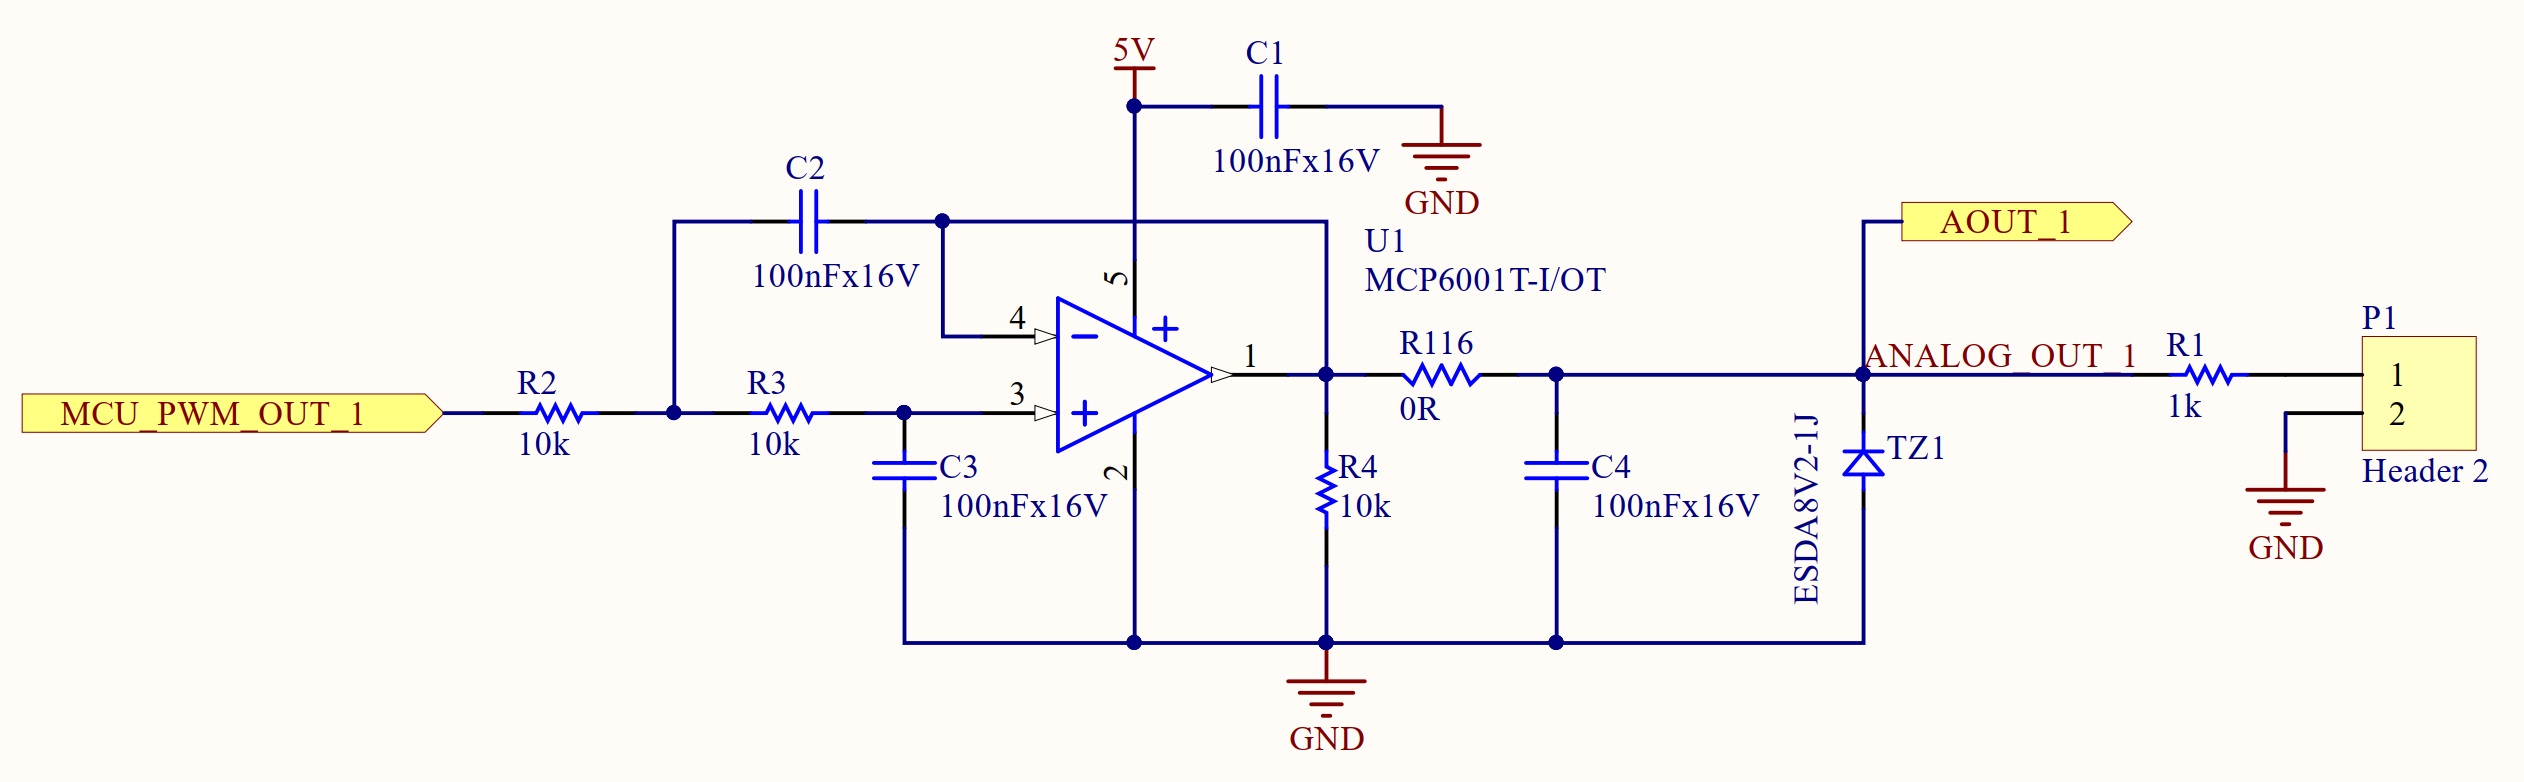 5V
C1
100nFx16V
GND
C2
100nFx16V
U1
MCP6001T-I/OT
AOUT_1
5
4
3
1
2
R116
0R
ANALOG_OUT_1
R1
1k
P1
1
2
Header 2
GND
MCU_PWM_OUT_1
R2
10k
R3
10k
C3
100nFx16V
R4
10k
C4
100nFx16V
ESDA8V2-1J
TZ1
GND